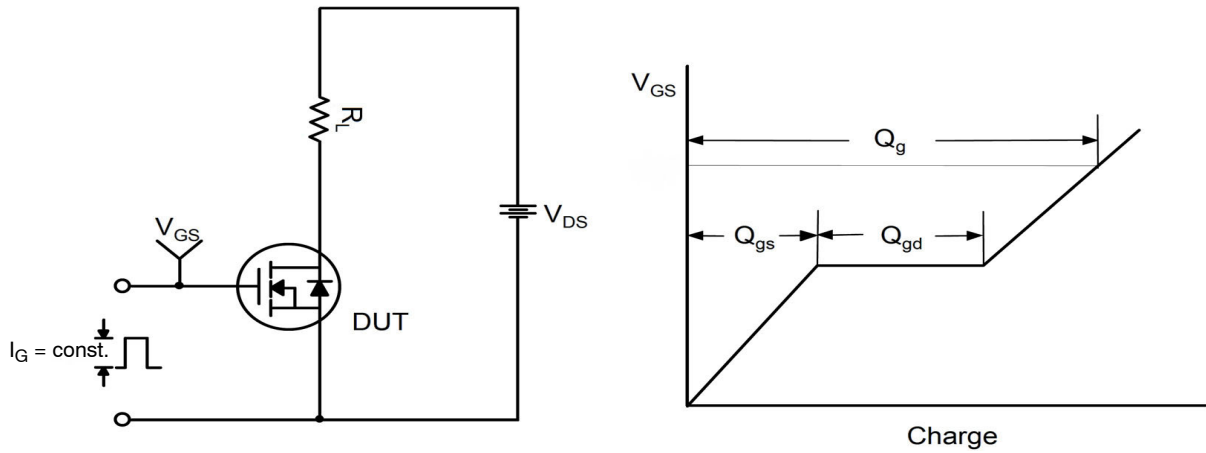 R_L
V_DS
V_GS
DUT
I_G = const.
V_GS
Q_g
Q_gs
Q_gd
Charge